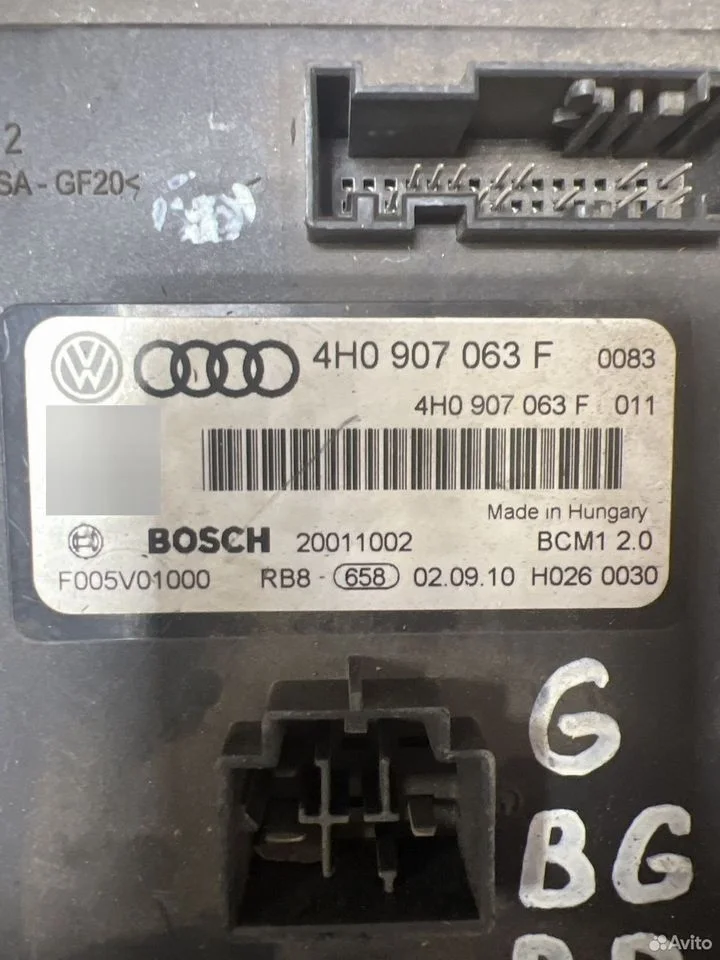 2
SA - GF20<
4H0 907 063 F 0083
4H0 907 063 F 011
Made in Hungary
BOSCH 20011002 BCM1 2.0
F005V01000 RB8 - 658 02.09.10 H026 0030
G
BG
Avito